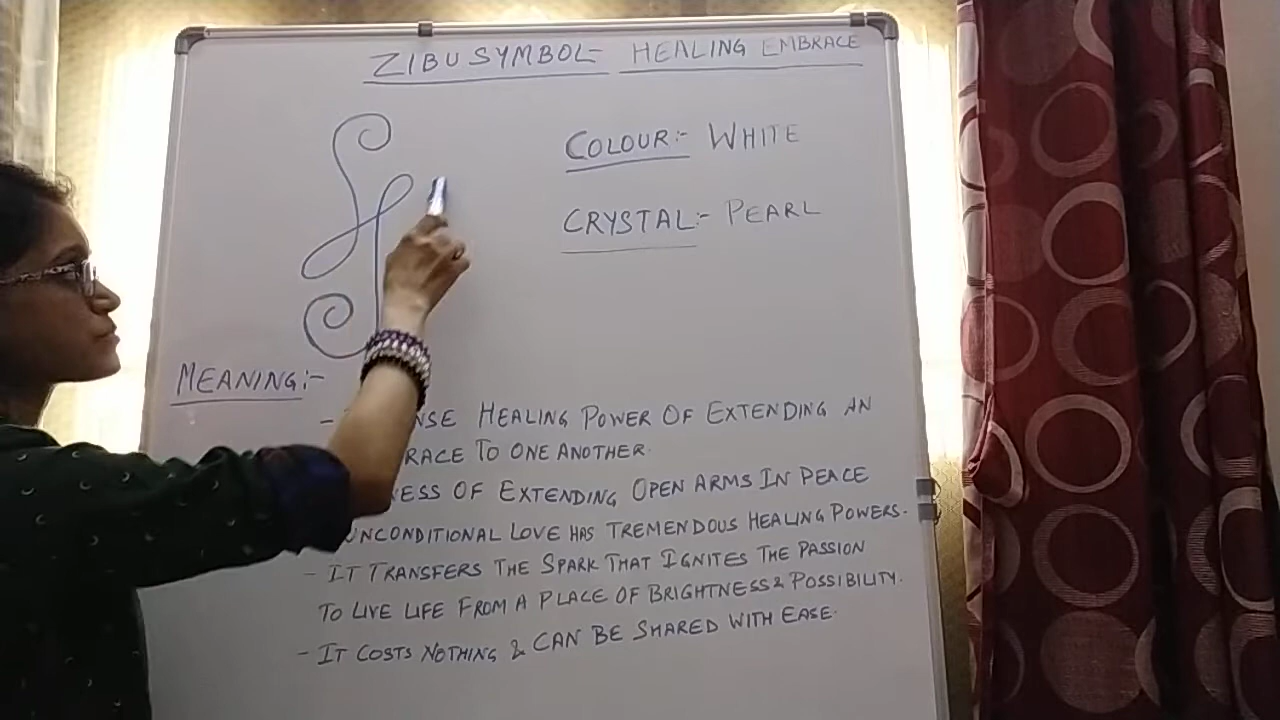 ZIBU SYMBOL- HEALING EMBRACE
COLOUR:- WHITE
CRYSTAL:- PEARL
MEANING:-
- HEALING POWER OF EXTENDING AN
TO ONE ANOTHER.
OF EXTENDING OPEN ARMS IN PEACE
UNCONDITIONAL LOVE HAS TREMENDOUS HEALING POWERS.
- IT TRANSFERS THE SPARK THAT IGNITES THE PASSION
TO LIVE LIFE FROM A PLACE OF BRIGHTNESS & POSSIBILITY.
- IT COSTS NOTHING & CAN BE SHARED WITH EASE.